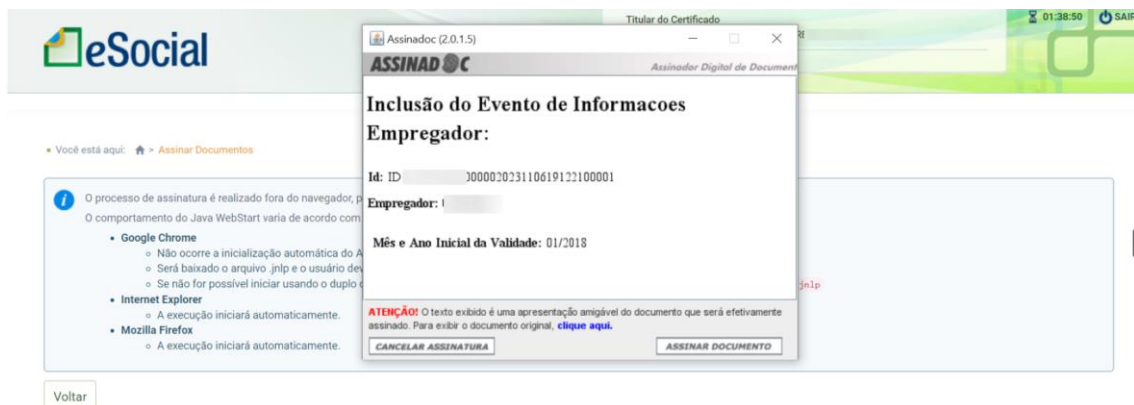 Titular do Certificado
01:38:50 SAIR
eSocial
Assinadoc (2.0.1.5)
ASSINADOC Assinador Digital de Document
Inclusão do Evento de Informacoes
Empregador:
Você está aqui: > Assinar Documentos
Id: ID 00000202311061912210 0001
Empregador:
Mês e Ano Inicial da Validade: 01/2018
O processo de assinatura é realizado fora do navegador, p
O comportamento do Java WebStart varia de acordo com
Google Chrome
Não ocorre a inicialização automática do A
Será baixado o arquivo .jnlp e o usuário dev
Se não for possível iniciar usando o duplo c
jnlp
Internet Explorer
A execução iniciará automaticamente.
Mozilla Firefox
A execução iniciará automaticamente.
ATENÇÃO! O texto exibido é uma apresentação amigável do documento que será efetivamente
assinado. Para exibir o documento original, clique aqui.
CANCELAR ASSINATURA ASSINAR DOCUMENTO
Voltar